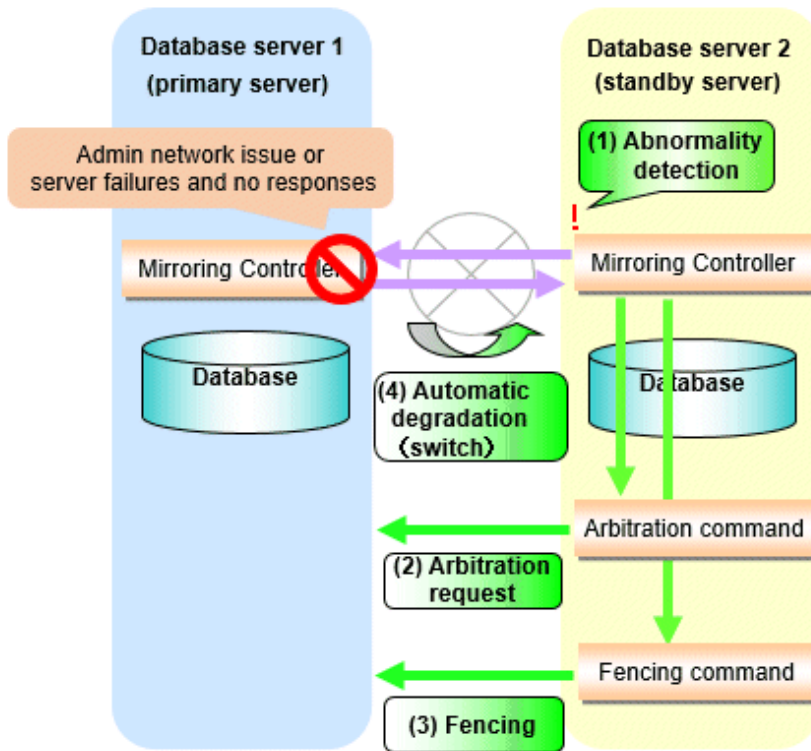 Database server 1
(primary server)
Database server 2
(standby server)
Admin network issue or
server failures and no responses
(1) Abnormality
detection
!
Mirroring Controller
Mirroring Controller
Database
Database
(4) Automatic
degradation
(switch)
Arbitration command
(2) Arbitration
request
Fencing command
(3) Fencing